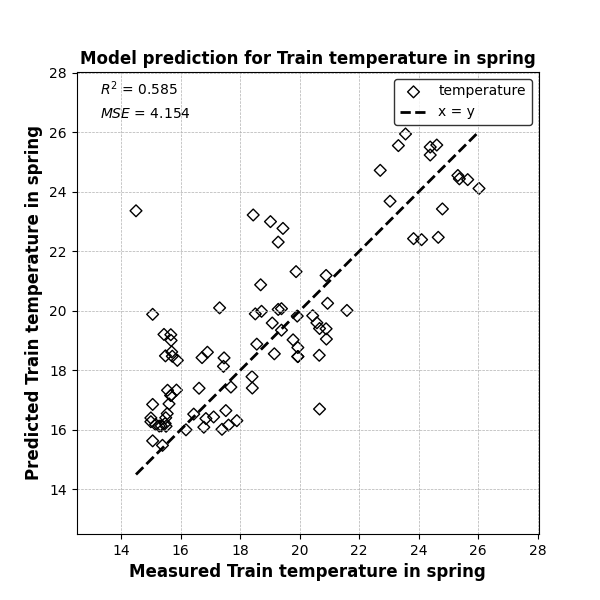 Model prediction for Train temperature in spring
R² = 0.585
MSE = 4.154
temperature
x = y
Predicted Train temperature in spring
28
26
24
22
20
18
16
14
14 16 18 20 22 24 26 28
Measured Train temperature in spring